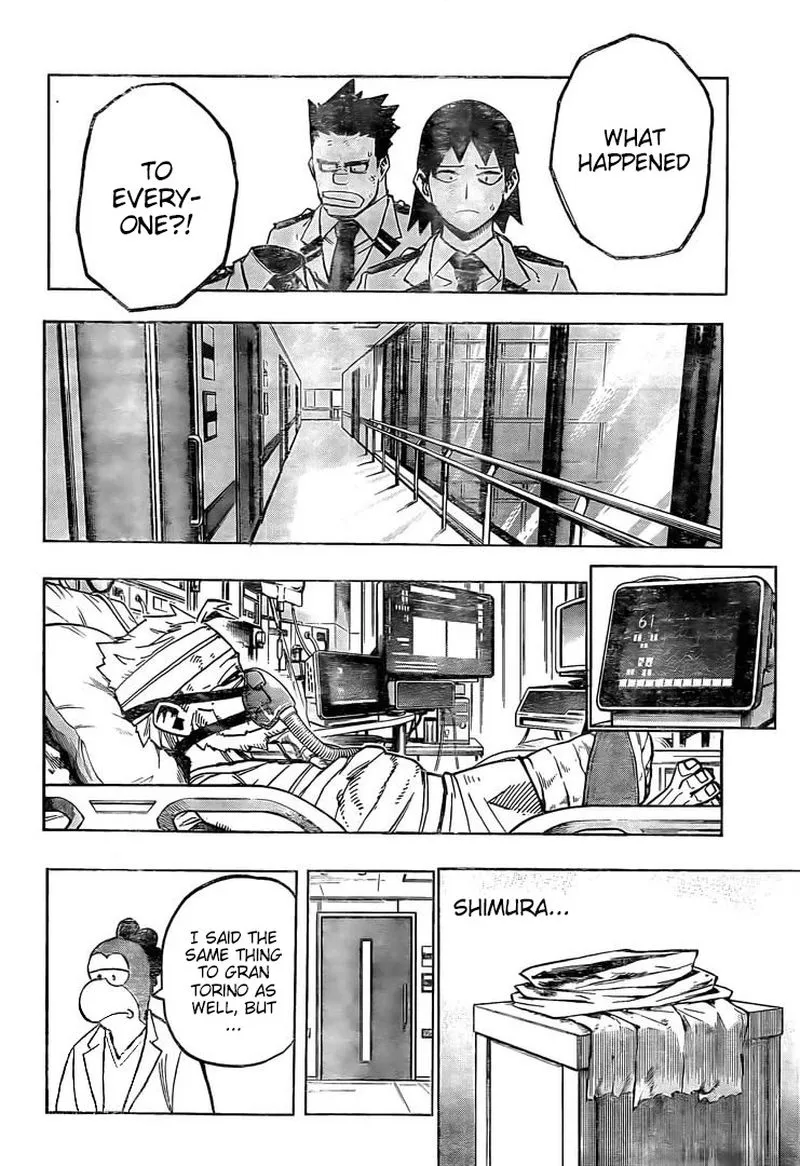 WHAT
HAPPENED
TO
EVERY-
ONE?!
61
SHIMURA...
I SAID THE
SAME THING
TO GRAN
TORINO AS
WELL, BUT
...